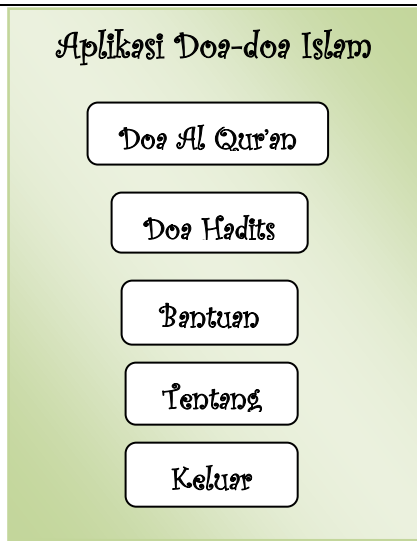 Aplikasi Doa-doa Islam
Doa Al Qur'an
Doa Hadits
Bantuan
Tentang
Keluar